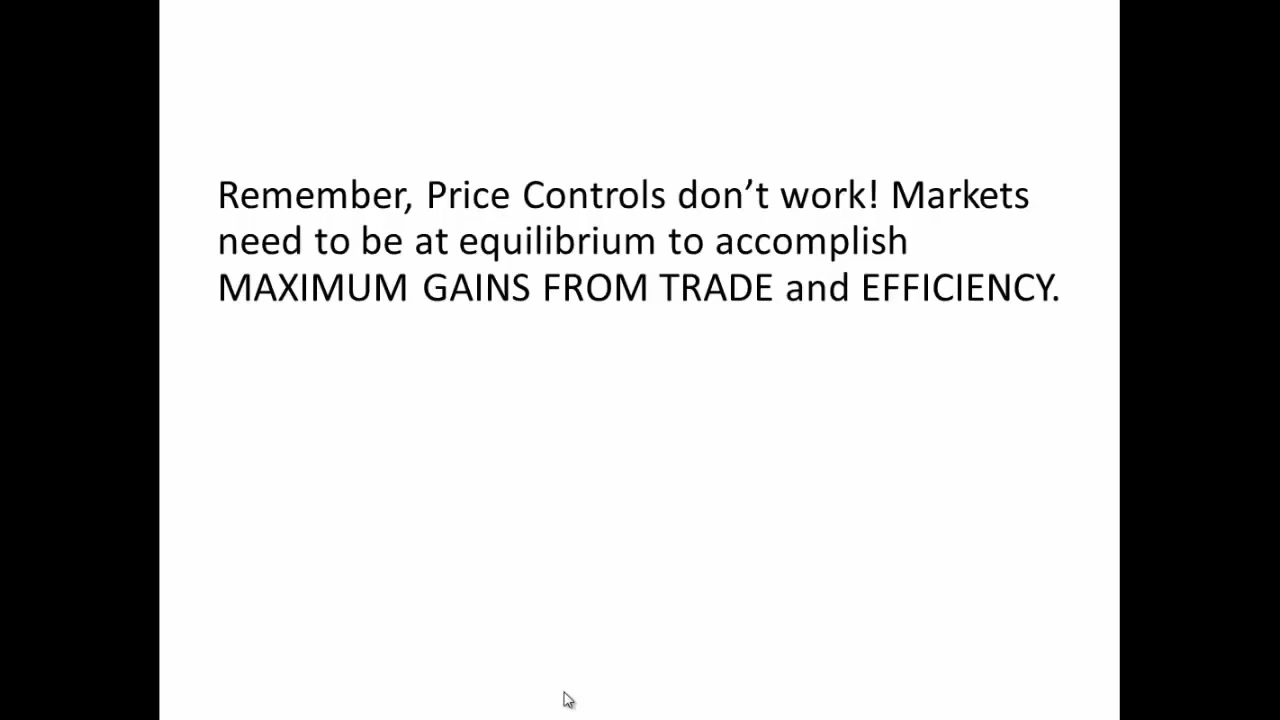 Remember, Price Controls don’t work! Markets
need to be at equilibrium to accomplish
MAXIMUM GAINS FROM TRADE and EFFICIENCY.